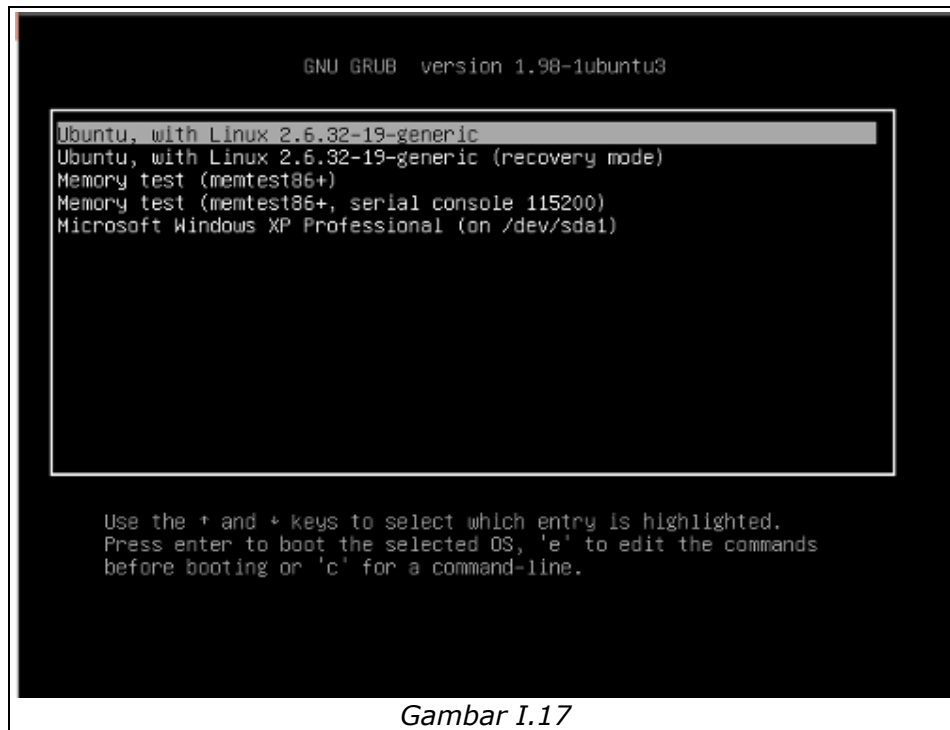 GNU GRUB version 1.98-1ubuntu3
Ubuntu, with Linux 2.6.32-19-generic
Ubuntu, with Linux 2.6.32-19-generic (recovery mode)
Memory test (memtest86+)
Memory test (memtest86+, serial console 115200)
Microsoft Windows XP Professional (on /dev/sda1)
Use the ↑ and ↓ keys to select which entry is highlighted.
Press enter to boot the selected OS, 'e' to edit the commands
before booting or 'c' for a command-line.
Gambar I.17